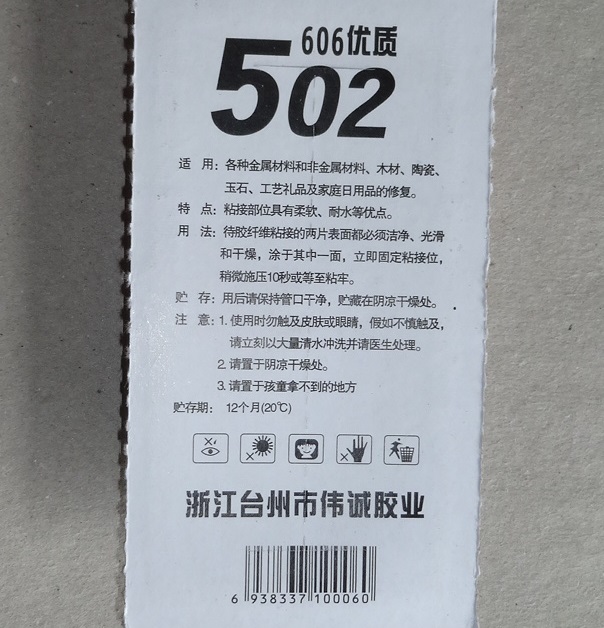 606优质
502
适 用：各种金属材料和非金属材料、木材、陶瓷、
玉石、工艺礼品及家庭日用品的修复。
特 点：粘接部位具有柔软、耐水等优点。
用 法：待胶纤维粘接的两片表面都必须洁净、光滑
和干燥，涂于其中一面，立即固定粘接位，
稍微施压10秒或等至粘牢。
贮 存：用后请保持管口干净，贮藏在阴凉干燥处。
注 意：1. 使用时勿触及皮肤或眼睛，假如不慎触及，
请立刻以大量清水冲洗并请医生处理。
2. 请置于阴凉干燥处。
3. 请置于孩童拿不到的地方
贮存期： 12个月(20℃)
浙江台州市伟诚胶业
6 938337 100060